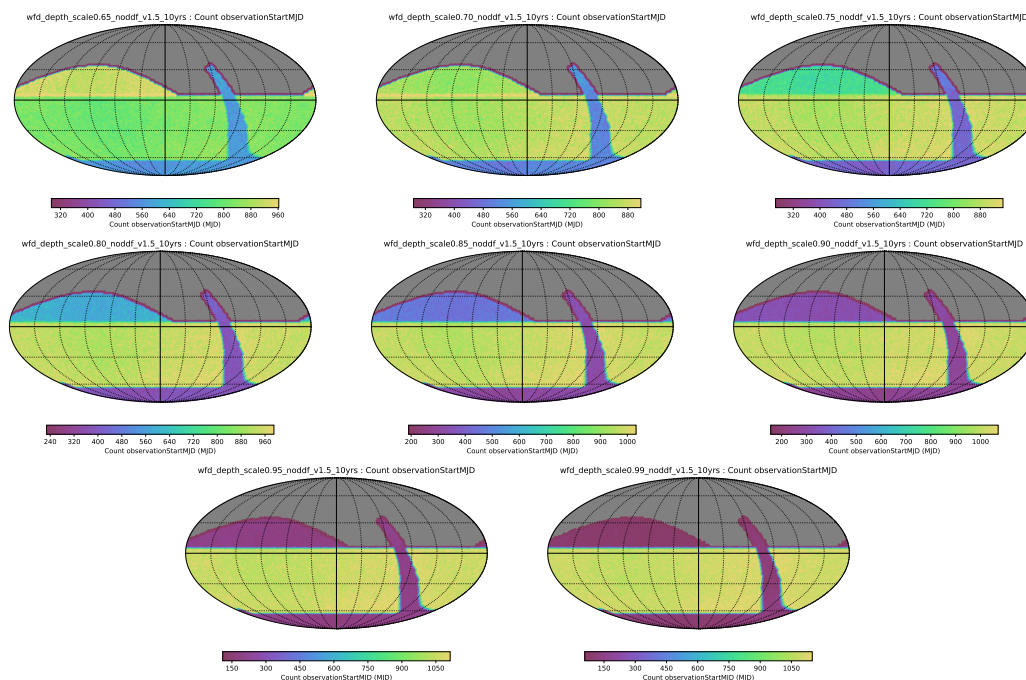 wfd_depth_scale0.65_noddf_v1.5_10yrs : Count observationStartMJD
wfd_depth_scale0.70_noddf_v1.5_10yrs : Count observationStartMJD
wfd_depth_scale0.75_noddf_v1.5_10yrs : Count observationStartMJD
320 400 480 560 640 720 800 880 960
Count observationStartMJD (MJD)
320 400 480 560 640 720 800 880
Count observationStartMJD (MJD)
320 400 480 560 640 720 800 880
Count observationStartMJD (MJD)
wfd_depth_scale0.80_noddf_v1.5_10yrs : Count observationStartMJD
wfd_depth_scale0.85_noddf_v1.5_10yrs : Count observationStartMJD
wfd_depth_scale0.90_noddf_v1.5_10yrs : Count observationStartMJD
240 320 400 480 560 640 720 800 880 960
Count observationStartMJD (MJD)
200 300 400 500 600 700 800 900 1000
Count observationStartMJD (MJD)
150 300 400 500 600 750 900 1000
Count observationStartMJD (MJD)
wfd_depth_scale0.95_noddf_v1.5_10yrs : Count observationStartMJD
wfd_depth_scale0.99_noddf_v1.5_10yrs : Count observationStartMJD
150 300 450 600 750 900 1050
Count observationStartMJD (MJD)
150 300 450 600 750 900 1050
Count observationStartMJD (MJD)